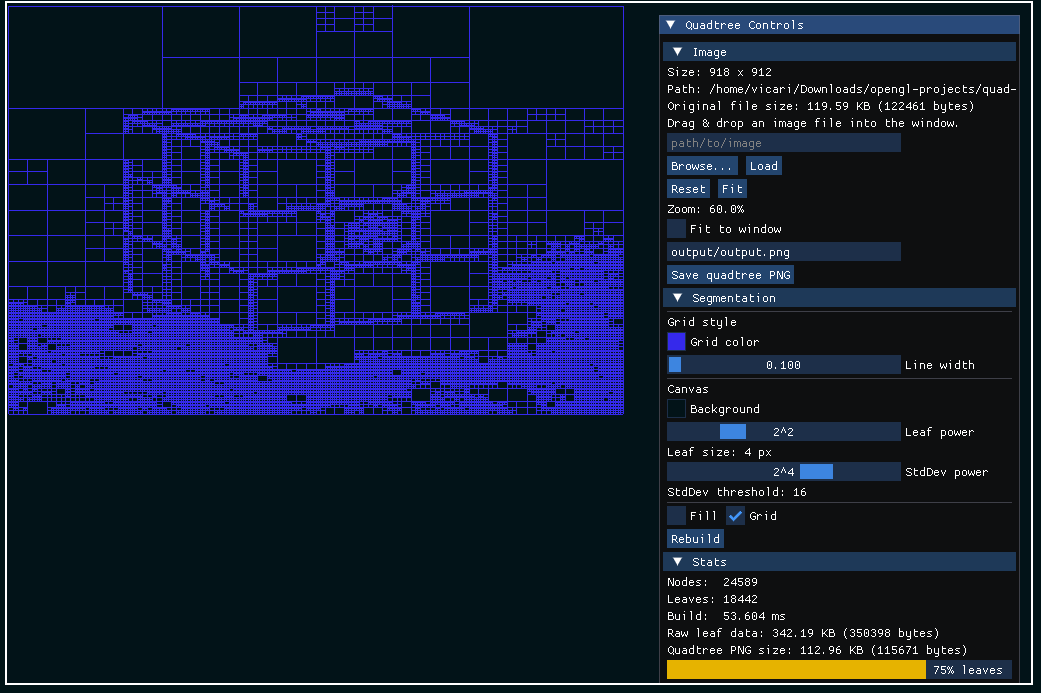 Quadtree Controls
Image
Size: 918 x 912
Path: /home/vicari/Downloads/opengl-projects/quad-
Original file size: 119.59 KB (122461 bytes)
Drag & drop an image file into the window.
path/to/image
Browse... Load
Reset Fit
Zoom: 60.0%
Fit to window
output/output.png
Save quadtree PNG
Segmentation
Grid style
Grid color
0.100 Line width
Canvas
Background
2^2 Leaf power
Leaf size: 4 px
2^4 StdDev power
StdDev threshold: 16
Fill Grid
Rebuild
Stats
Nodes: 24589
Leaves: 18442
Build: 53.604 ms
Raw leaf data: 342.19 KB (350398 bytes)
Quadtree PNG size: 112.96 KB (115671 bytes)
75% leaves